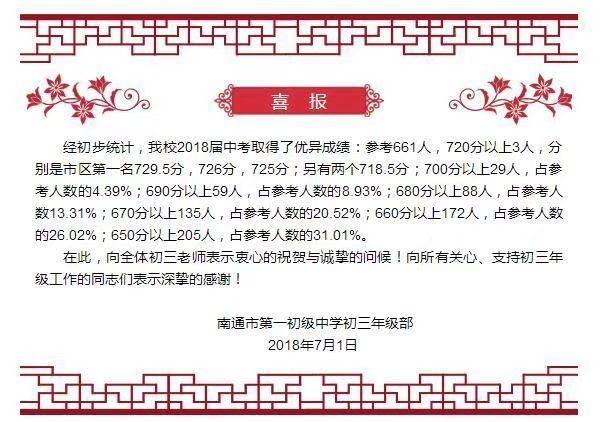 喜报
经初步统计，我校2018届中考取得了优异成绩：参考661人，720分以上3人，分
别是市区第一名729.5分，726分，725分；另有两个718.5分；700分以上29人，占参
考人数的4.39%；690分以上59人，占参考人数的8.93%；680分以上88人，占参考人数的
13.31%；670分以上135人，占参考人数的20.52%；660分以上172人，占参考人数
的26.02%；650分以上205人，占参考人数的31.01%。
在此，向全体初三老师表示衷心的祝贺与诚挚的问候！向所有关心、支持初三年
级工作的同志们表示深挚的感谢！
南通市第一初级中学初三年级部
2018年7月1日